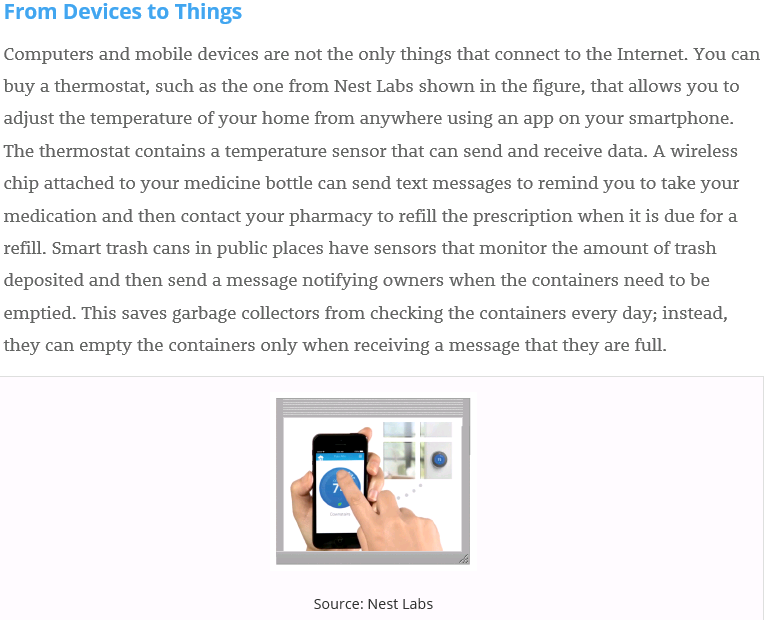 From Devices to Things
Computers and mobile devices are not the only things that connect to the Internet. You can
buy a thermostat, such as the one from Nest Labs shown in the figure, that allows you to
adjust the temperature of your home from anywhere using an app on your smartphone.
The thermostat contains a temperature sensor that can send and receive data. A wireless
chip attached to your medicine bottle can send text messages to remind you to take your
medication and then contact your pharmacy to refill the prescription when it is due for a
refill. Smart trash cans in public places have sensors that monitor the amount of trash
deposited and then send a message notifying owners when the containers need to be
emptied. This saves garbage collectors from checking the containers every day; instead,
they can empty the containers only when receiving a message that they are full.
Source: Nest Labs